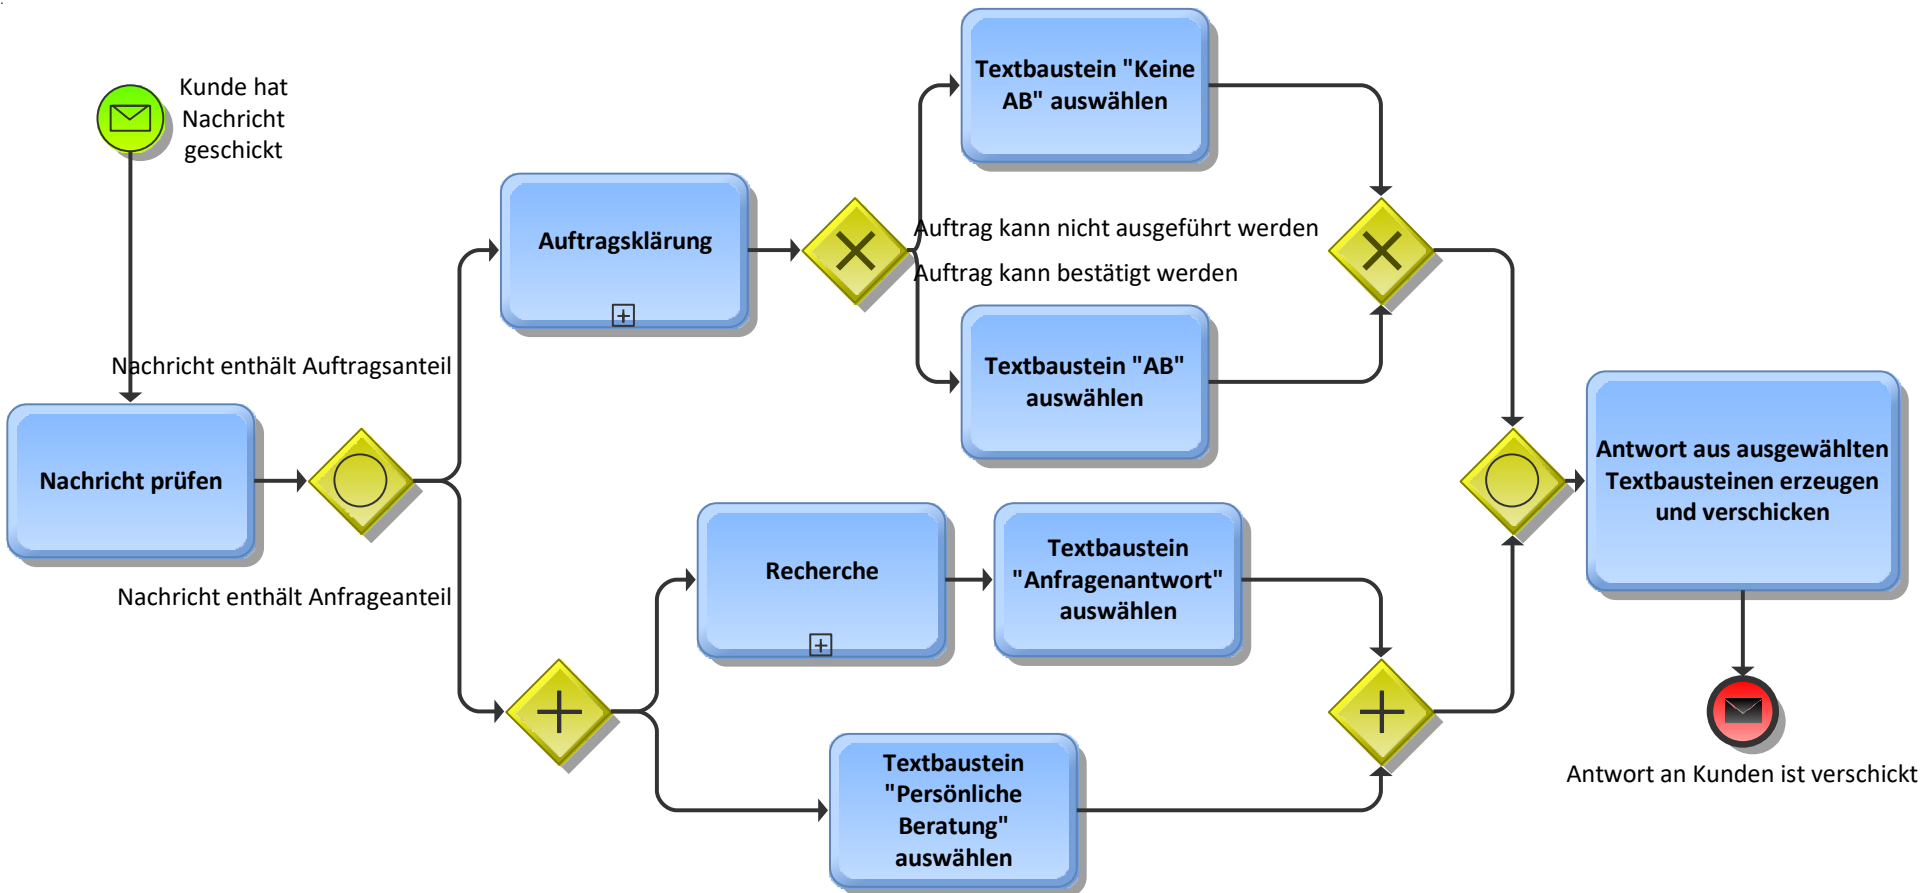 Kunde hat
Nachricht
geschickt
Textbaustein "Keine
AB" auswählen
Auftragsklärung
Auftrag kann nicht ausgeführt werden
Auftrag kann bestätigt werden
Nachricht enthält Auftragsanteil
Textbaustein "AB"
auswählen
Nachricht prüfen
Antwort aus ausgewählten
Textbausteinen erzeugen
und verschicken
Nachricht enthält Anfrageanteil
Recherche
Textbaustein
"Anfragenantwort"
auswählen
Textbaustein
"Persönliche
Beratung"
auswählen
Antwort an Kunden ist verschickt